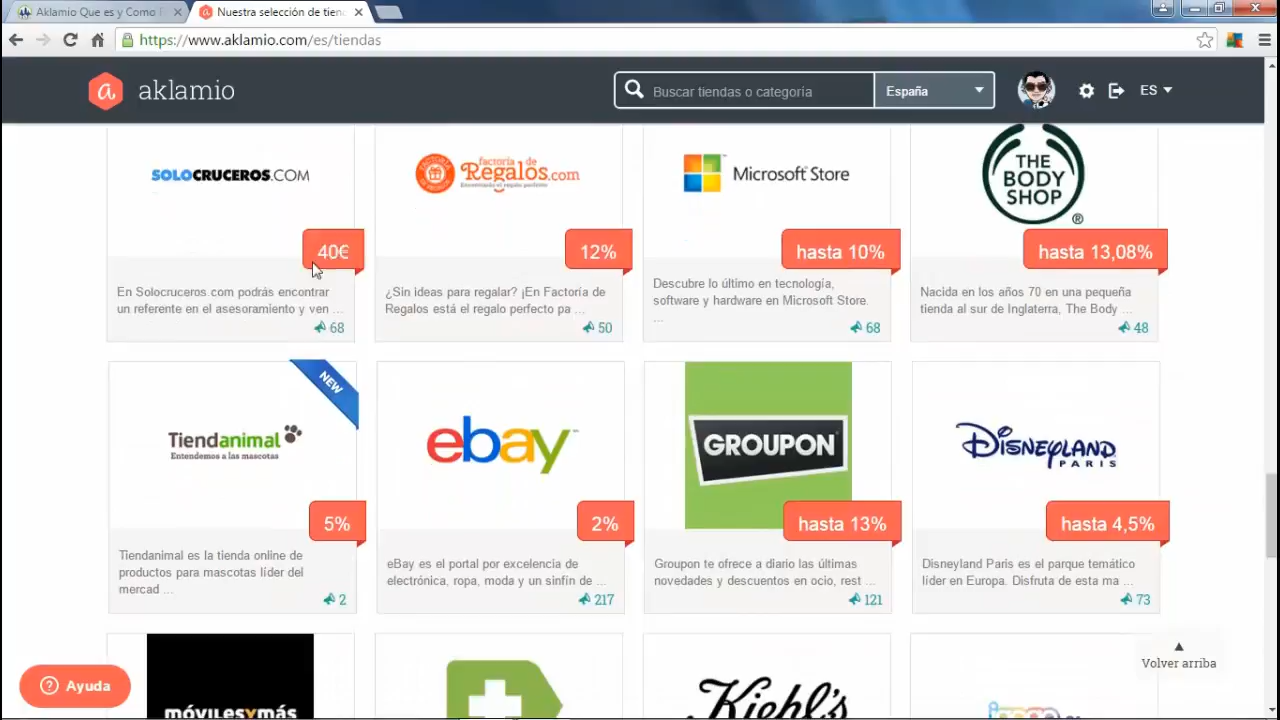 Aklamio Que es y Como
Nuestra selección de tien
https://www.aklamio.com/es/tiendas
aklamio
Buscar tiendas o categoría
España
ES
SOLOCRUCEROS.COM
40€
En Solocruceros.com podrás encontrar
un referente en el asesoramiento y ven ...
68
factoría de
Regalos.com
12%
¿Sin ideas para regalar? ¡En Factoría de
Regalos está el regalo perfecto pa ...
50
Microsoft Store
hasta 10%
Descubre lo último en tecnología,
software y hardware en Microsoft Store.
...
68
THE
BODY
SHOP
®
hasta 13,08%
Nacida en los años 70 en una pequeña
tienda al sur de Inglaterra, The Body ...
48
NEW
Tiendanimal
Entendemos a las mascotas
5%
Tiendanimal es la tienda online de
productos para mascotas líder del
mercad ...
2
ebay
2%
eBay es el portal por excelencia de
electrónica, ropa, moda y un sinfín de ...
217
GROUPON
hasta 13%
Groupon te ofrece a diario las últimas
novedades y descuentos en ocio, rest ...
121
DISNEYLAND
PARIS
hasta 4,5%
Disneyland Paris es el parque temático
líder en Europa. Disfruta de esta ma ...
73
MÓVILESYMÁS
Kiehl's
Volver arriba
Ayuda